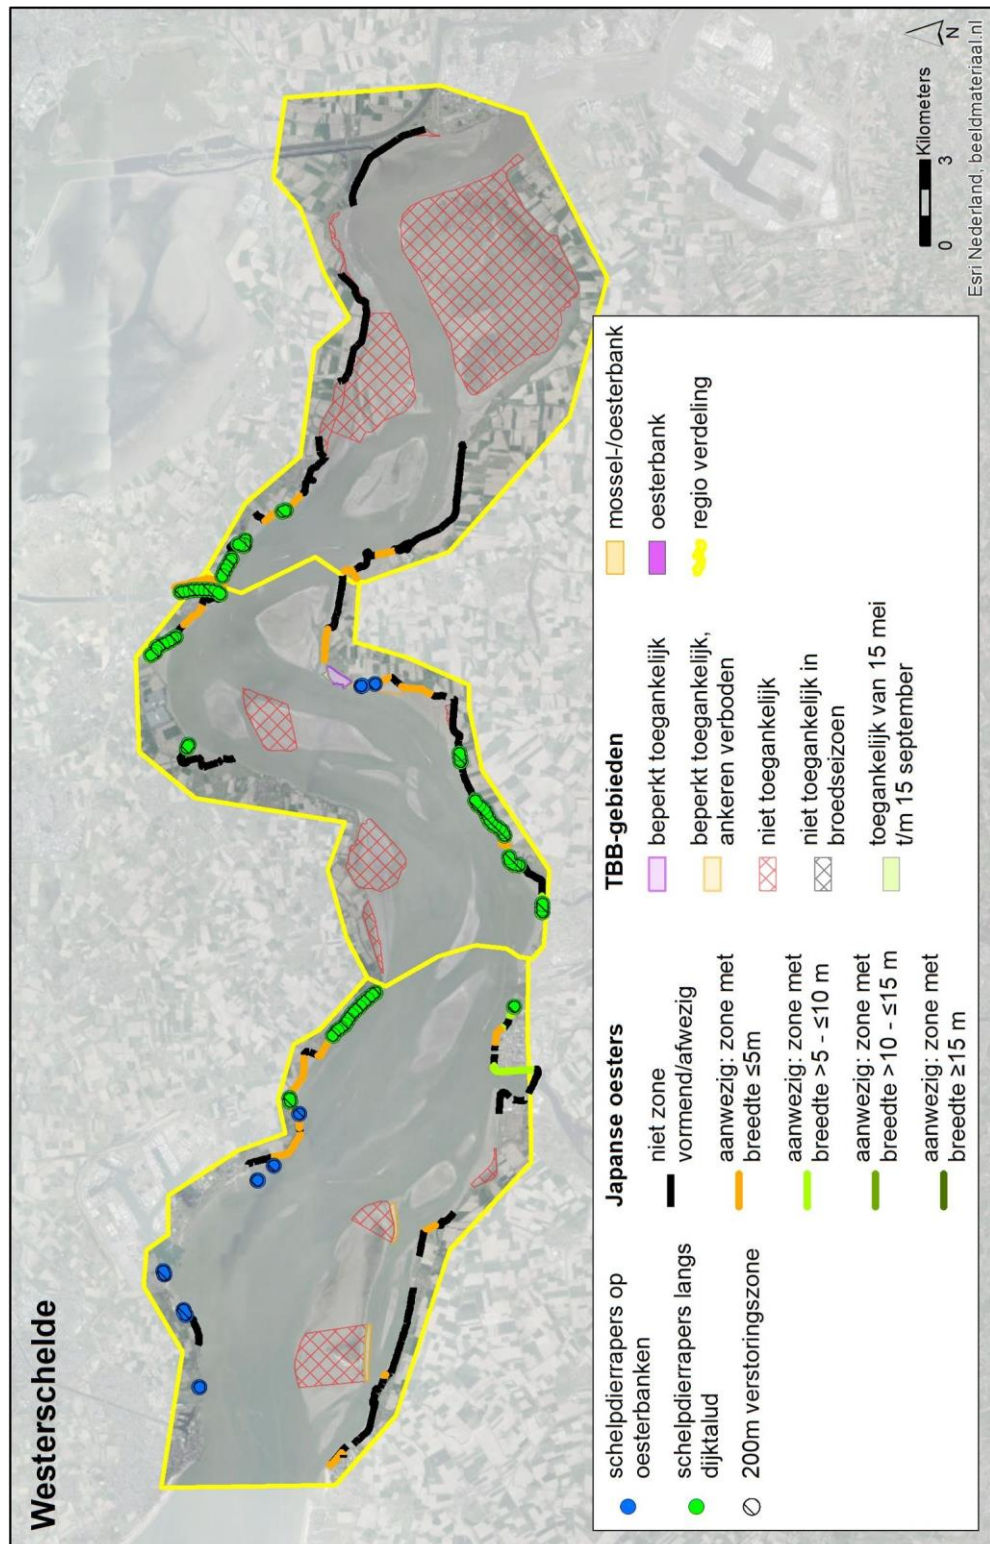 Westerschelde
schelpdierrapers op
oesterbanken
schelpdierrapers langs
dijktalud
200m verstoringszone
Japanse oesters
niet zone
vormend/afwezig
aanwezig: zone met
breedte ≤5m
aanwezig: zone met
breedte >5 - ≤10 m
aanwezig: zone met
breedte >10 - ≤15 m
aanwezig: zone met
breedte ≥15 m
TBB-gebieden
beperkt toegankelijk
beperkt toegankelijk,
ankeren verboden
niet toegankelijk
niet toegankelijk in
broedseizoen
toegankelijk van 15 mei
t/m 15 september
mossel-/oesterbank
oesterbank
regio verdeling
0 3 Kilometers
N
Esri Nederland, beeldmateriaal.nl